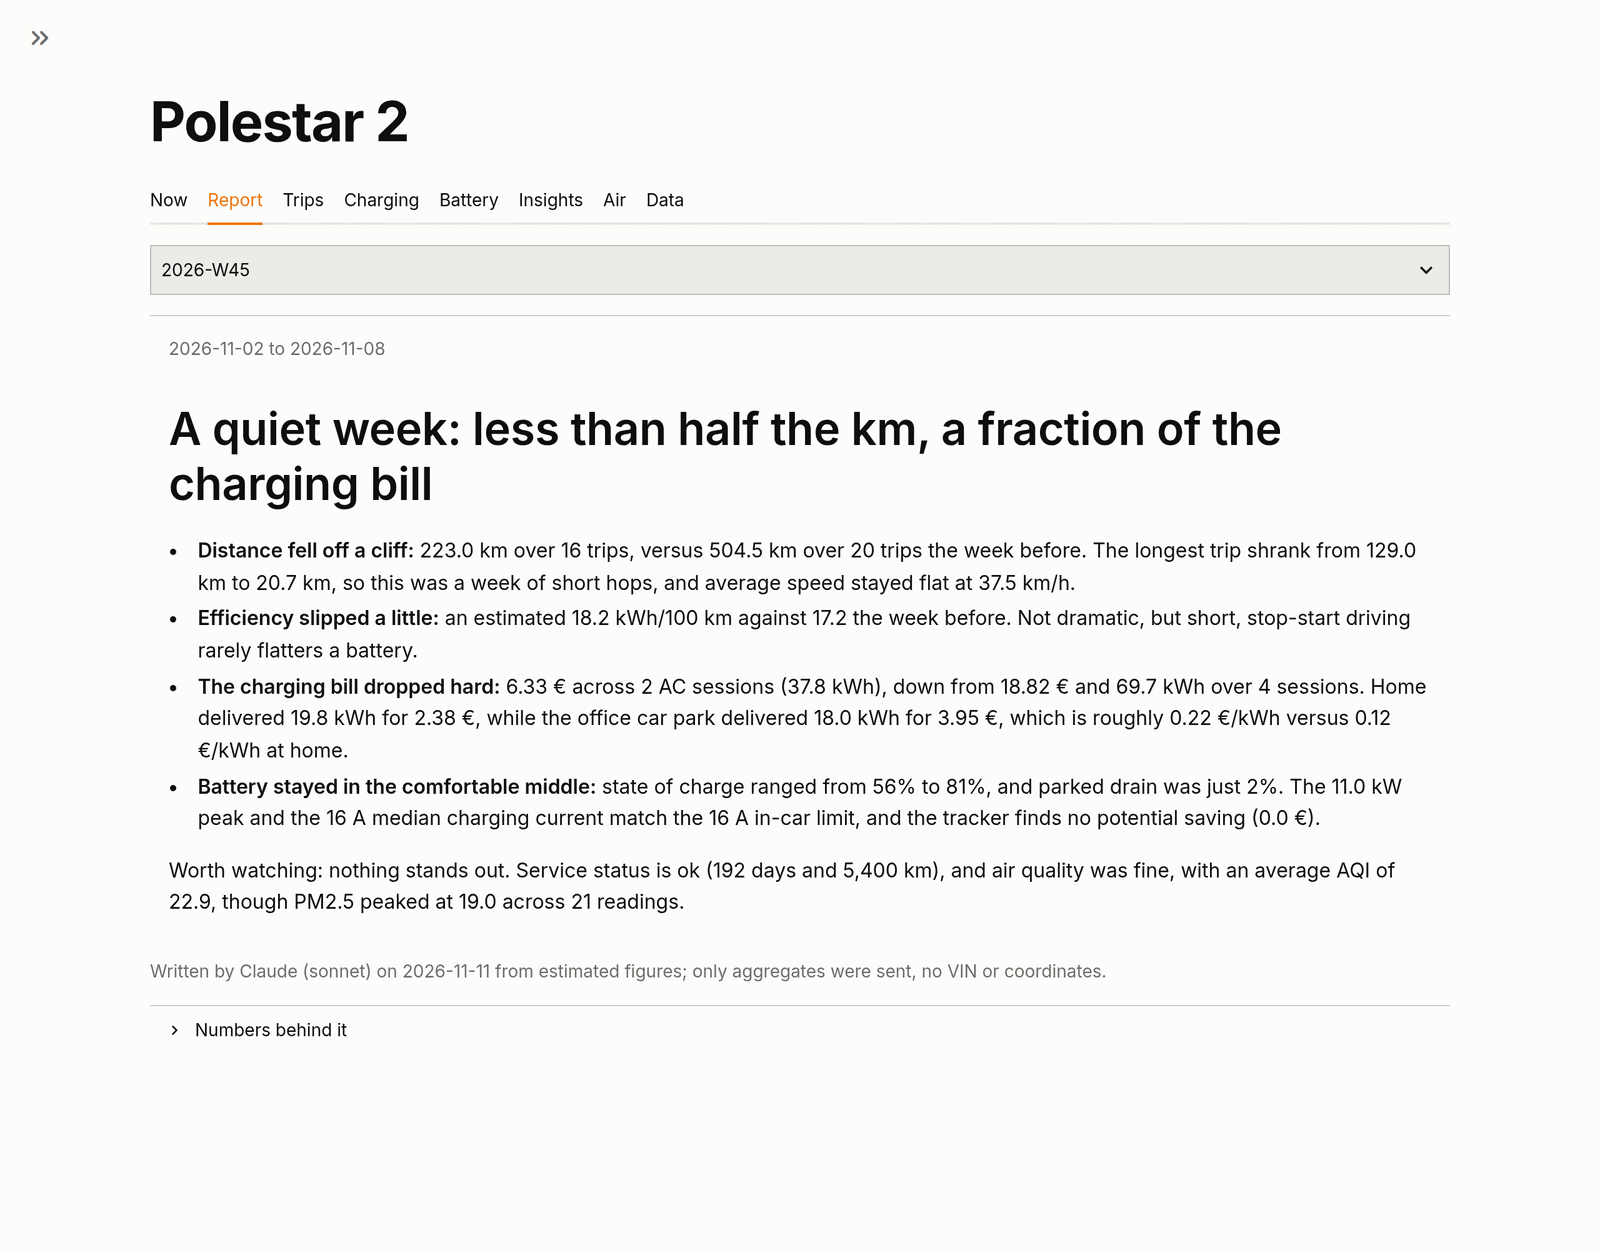 Polestar 2
Now Report Trips Charging Battery Insights Air Data
2026-W45
2026-11-02 to 2026-11-08
A quiet week: less than half the km, a fraction of the
charging bill
• Distance fell off a cliff: 223.0 km over 16 trips, versus 504.5 km over 20 trips the week before. The longest trip shrank from 129.0
km to 20.7 km, so this was a week of short hops, and average speed stayed flat at 37.5 km/h.
• Efficiency slipped a little: an estimated 18.2 kWh/100 km against 17.2 the week before. Not dramatic, but short, stop-start driving
rarely flatters a battery.
• The charging bill dropped hard: 6.33 € across 2 AC sessions (37.8 kWh), down from 18.82 € and 69.7 kWh over 4 sessions. Home
delivered 19.8 kWh for 2.38 €, while the office car park delivered 18.0 kWh for 3.95 €, which is roughly 0.22 €/kWh versus 0.12
€/kWh at home.
• Battery stayed in the comfortable middle: state of charge ranged from 56% to 81%, and parked drain was just 2%. The 11.0 kW
peak and the 16 A median charging current match the 16 A in-car limit, and the tracker finds no potential saving (0.0 €).
Worth watching: nothing stands out. Service status is ok (192 days and 5,400 km), and air quality was fine, with an average AQI of
22.9, though PM2.5 peaked at 19.0 across 21 readings.
Written by Claude (sonnet) on 2026-11-11 from estimated figures; only aggregates were sent, no VIN or coordinates.
Numbers behind it